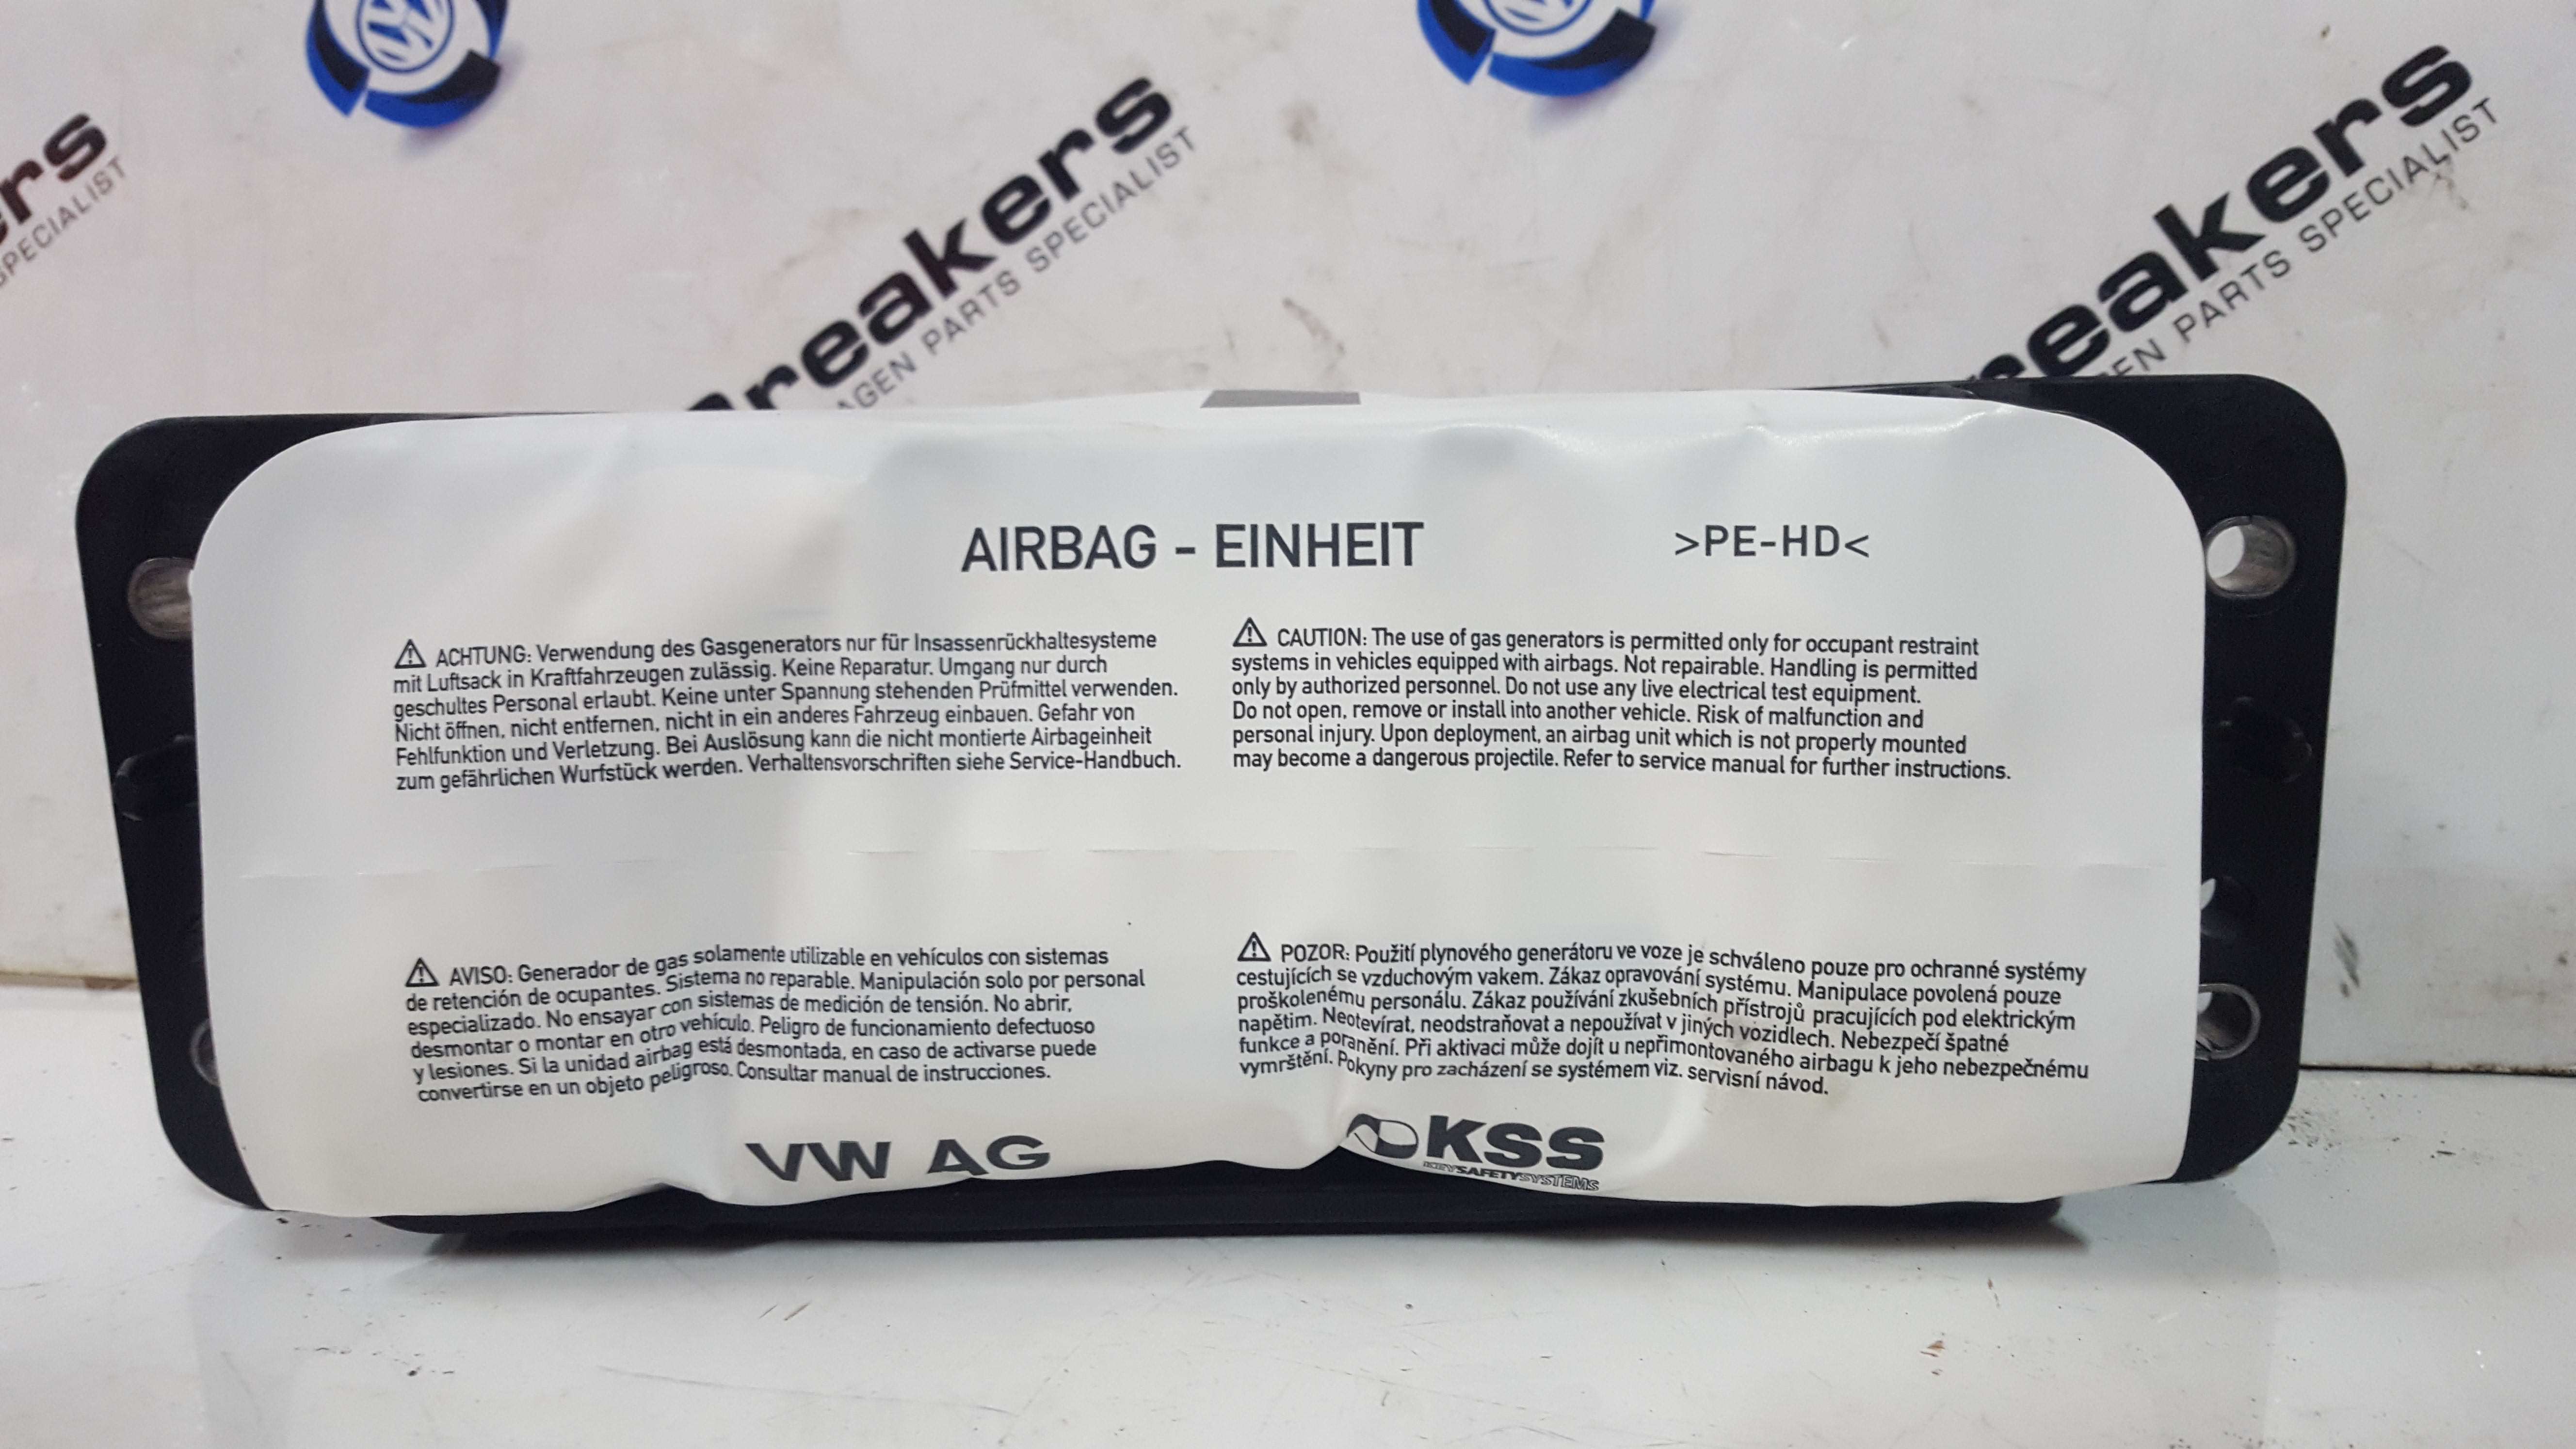 reakers
AGEN PARTS SPECIALIST
reakers
EN PARTS SPECIALIST
rs
SPECIALIST
AIRBAG - EINHEIT
>PE-HD<
⚠ ACHTUNG: Verwendung des Gasgenerators nur für Insassenrückhaltesysteme
mit Luftsack in Kraftfahrzeugen zulässig. Keine Reparatur. Umgang nur durch
geschultes Personal erlaubt. Keine unter Spannung stehenden Prüfmittel verwenden.
Nicht öffnen, nicht entfernen, nicht in ein anderes Fahrzeug einbauen. Gefahr von
Fehlfunktion und Verletzung. Bei Auslösung kann die nicht montierte Airbageinheit
zum gefährlichen Wurfstück werden. Verhaltensvorschriften siehe Service-Handbuch.
⚠ CAUTION: The use of gas generators is permitted only for occupant restraint
systems in vehicles equipped with airbags. Not repairable. Handling is permitted
only by authorized personnel. Do not use any live electrical test equipment.
Do not open, remove or install into another vehicle. Risk of malfunction and
personal injury. Upon deployment, an airbag unit which is not properly mounted
may become a dangerous projectile. Refer to service manual for further instructions.
⚠ AVISO: Generador de gas solamente utilizable en vehículos con sistemas
de retención de ocupantes. Sistema no reparable. Manipulación solo por personal
especializado. No ensayar con sistemas de medición de tensión. No abrir,
desmontar o montar en otro vehículo. Peligro de funcionamiento defectuoso
y lesiones. Si la unidad airbag está desmontada, en caso de activarse puede
convertirse en un objeto peligroso. Consultar manual de instrucciones.
⚠ POZOR: Použití plynového generátoru ve voze je schváleno pouze pro ochranné systémy
cestujících se vzduchovým vakem. Zákaz opravování systému. Manipulace povolená pouze
proškolenému personálu. Zákaz používání zkušebních přístrojů pracujících pod elektrickým
napětim. Neotevírat, neodstraňovat a nepoužívat v jiných vozidlech. Nebezpečí špatné
funkce a poranění. Při aktivaci může dojít u nepřimontovaného airbagu k jeho nebezpečnému
vymrštění. Pokyny pro zacházení se systémem viz. servisní návod.
VW AG
KSS
KEYSAFETYSYSTEMS